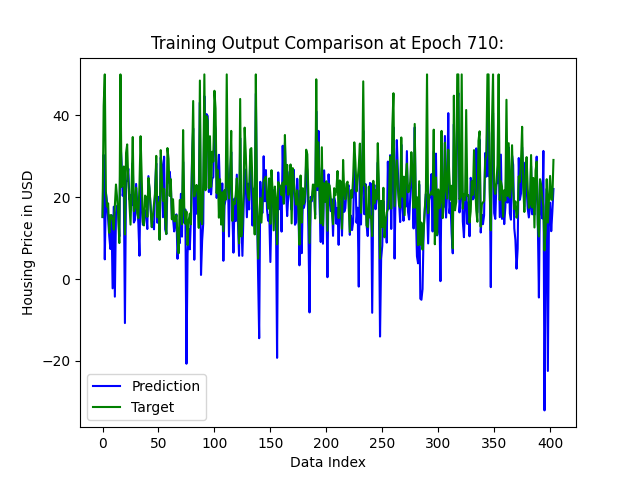 Training Output Comparison at Epoch 710:
Housing Price in USD
40
20
0
−20
Prediction
Target
0 50 100 150 200 250 300 350 400
Data Index